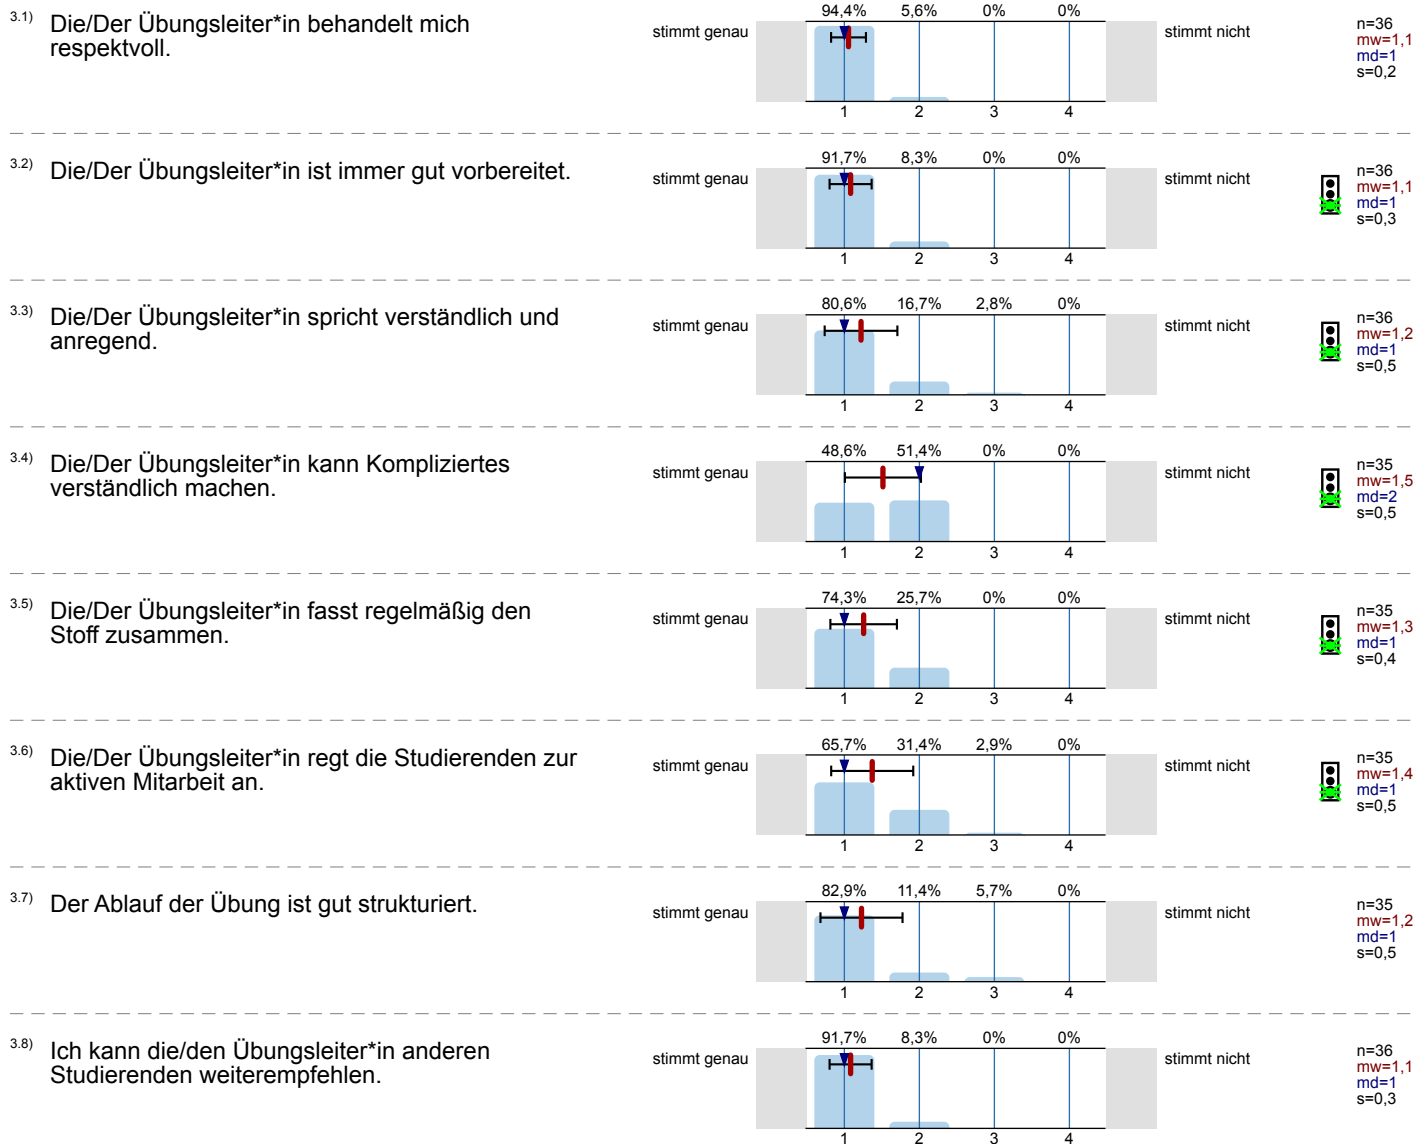 3.1) Die/Der Übungsleiter*in behandelt mich
respektvoll.
stimmt genau
94,4% 5,6% 0% 0%
1 2 3 4
stimmt nicht
n=36
mw=1,1
md=1
s=0,2
3.2) Die/Der Übungsleiter*in ist immer gut vorbereitet.
stimmt genau
91,7% 8,3% 0% 0%
1 2 3 4
stimmt nicht
n=36
mw=1,1
md=1
s=0,3
3.3) Die/Der Übungsleiter*in spricht verständlich und
anregend.
stimmt genau
80,6% 16,7% 2,8% 0%
1 2 3 4
stimmt nicht
n=36
mw=1,2
md=1
s=0,5
3.4) Die/Der Übungsleiter*in kann Kompliziertes
verständlich machen.
stimmt genau
48,6% 51,4% 0% 0%
1 2 3 4
stimmt nicht
n=35
mw=1,5
md=2
s=0,5
3.5) Die/Der Übungsleiter*in fasst regelmäßig den
Stoff zusammen.
stimmt genau
74,3% 25,7% 0% 0%
1 2 3 4
stimmt nicht
n=35
mw=1,3
md=1
s=0,4
3.6) Die/Der Übungsleiter*in regt die Studierenden zur
aktiven Mitarbeit an.
stimmt genau
65,7% 31,4% 2,9% 0%
1 2 3 4
stimmt nicht
n=35
mw=1,4
md=1
s=0,5
3.7) Der Ablauf der Übung ist gut strukturiert.
stimmt genau
82,9% 11,4% 5,7% 0%
1 2 3 4
stimmt nicht
n=35
mw=1,2
md=1
s=0,5
3.8) Ich kann die/den Übungsleiter*in anderen
Studierenden weiterempfehlen.
stimmt genau
91,7% 8,3% 0% 0%
1 2 3 4
stimmt nicht
n=36
mw=1,1
md=1
s=0,3